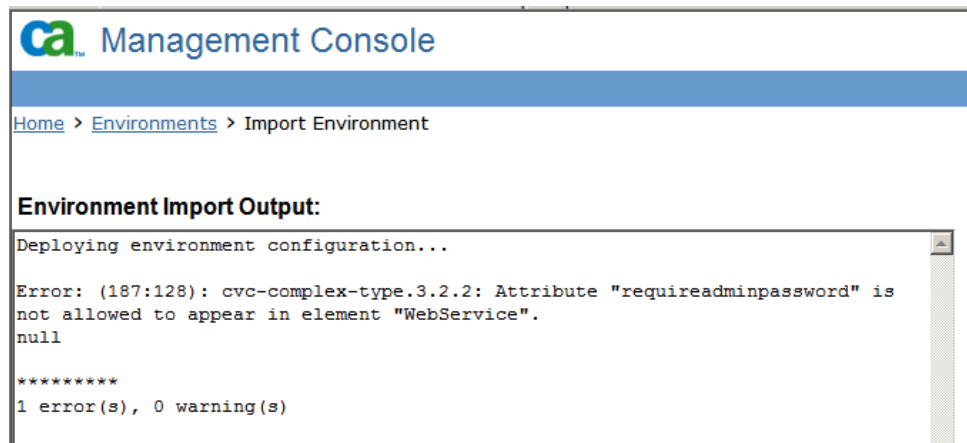 ca™ Management Console
Home > Environments > Import Environment
Environment Import Output:
Deploying environment configuration...
Error: (187:128): cvc-complex-type.3.2.2: Attribute "requireadminpassword" is
not allowed to appear in element "WebService".
null
*********
1 error(s), 0 warning(s)